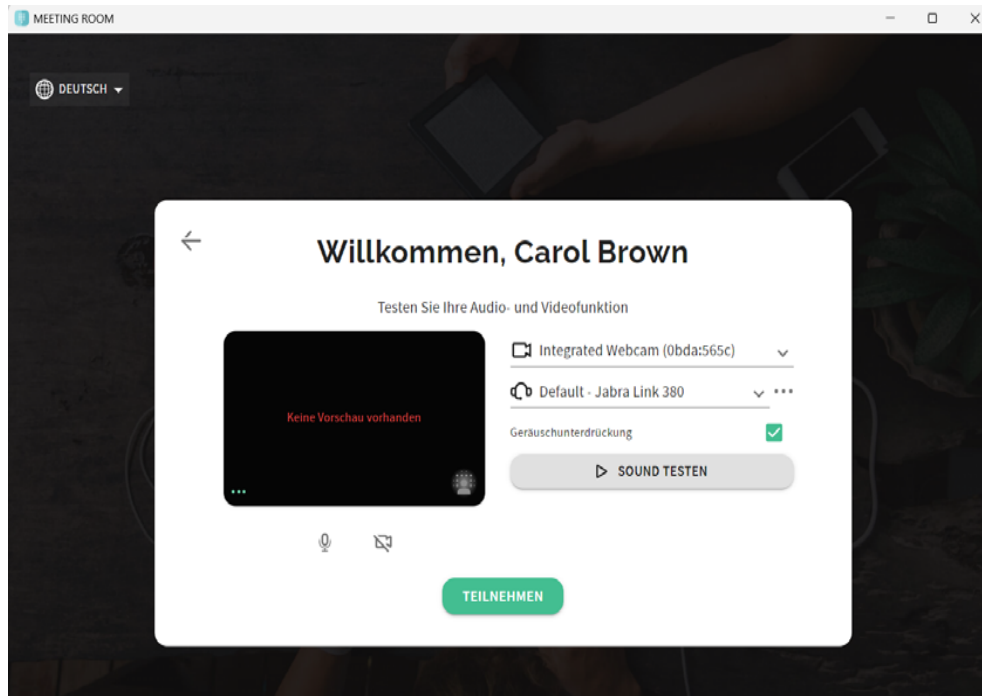 MEETING ROOM
DEUTSCH
Willkommen, Carol Brown
Testen Sie Ihre Audio- und Videofunktion
Keine Vorschau vorhanden
Integrated Webcam (0bda:565c)
Default - Jabra Link 380
Geräuschunterdrückung
SOUND TESTEN
TEILNEHMEN